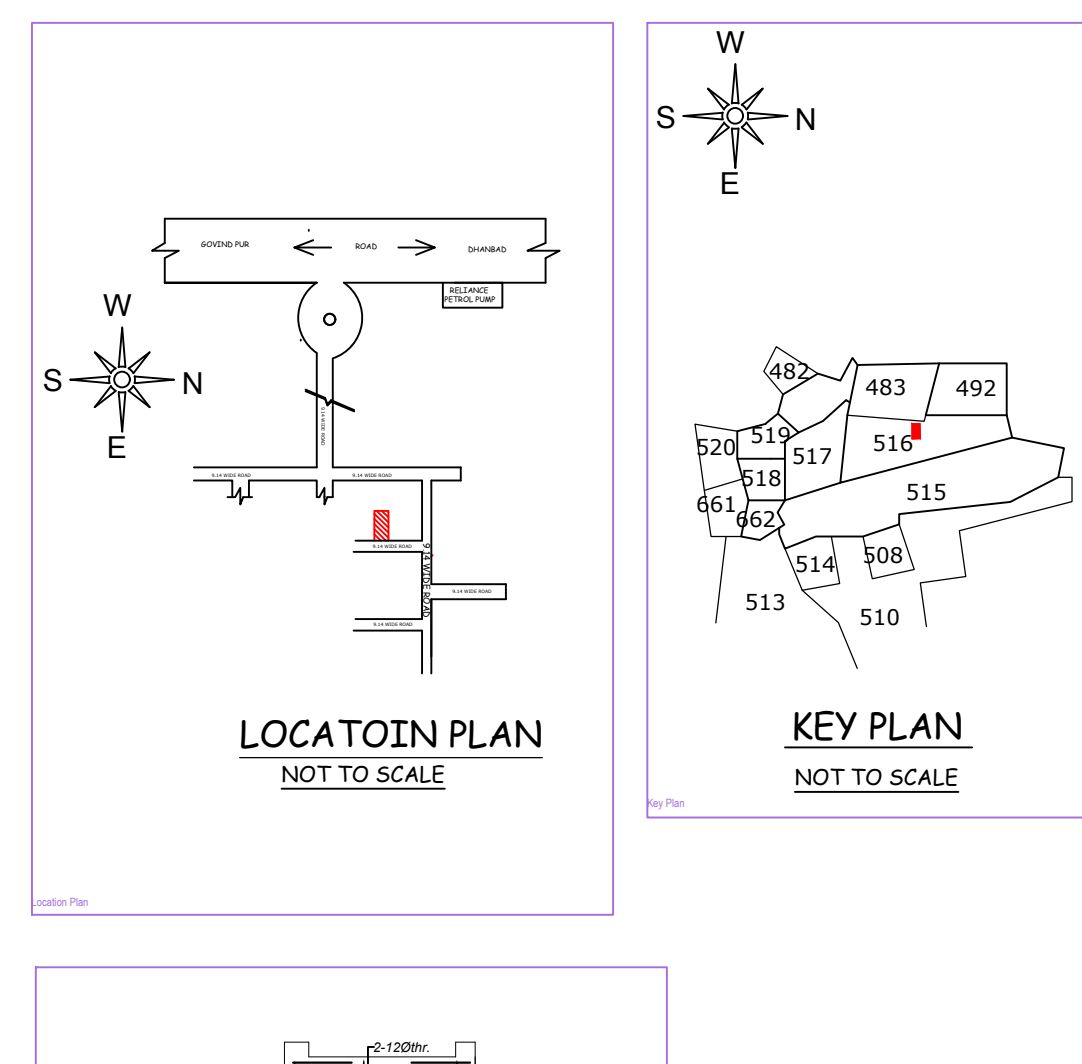 W
S
N
E
GOVIND PUR
ROAD
DHANBAD
RELIANCE
PETROL PUMP
W
S
N
E
9.14 WIDE ROAD
9.14 WIDE ROAD
9.14 WIDE ROAD
9.14 WIDE ROAD
9.14 WIDE ROAD
9.14 WIDE ROAD
9.14 WIDE ROAD
LOCATOIN PLAN
NOT TO SCALE
Location Plan
482
483
492
519
520
516
517
518
515
661
662
514
508
513
510
KEY PLAN
NOT TO SCALE
Key Plan
2-12Øthr.